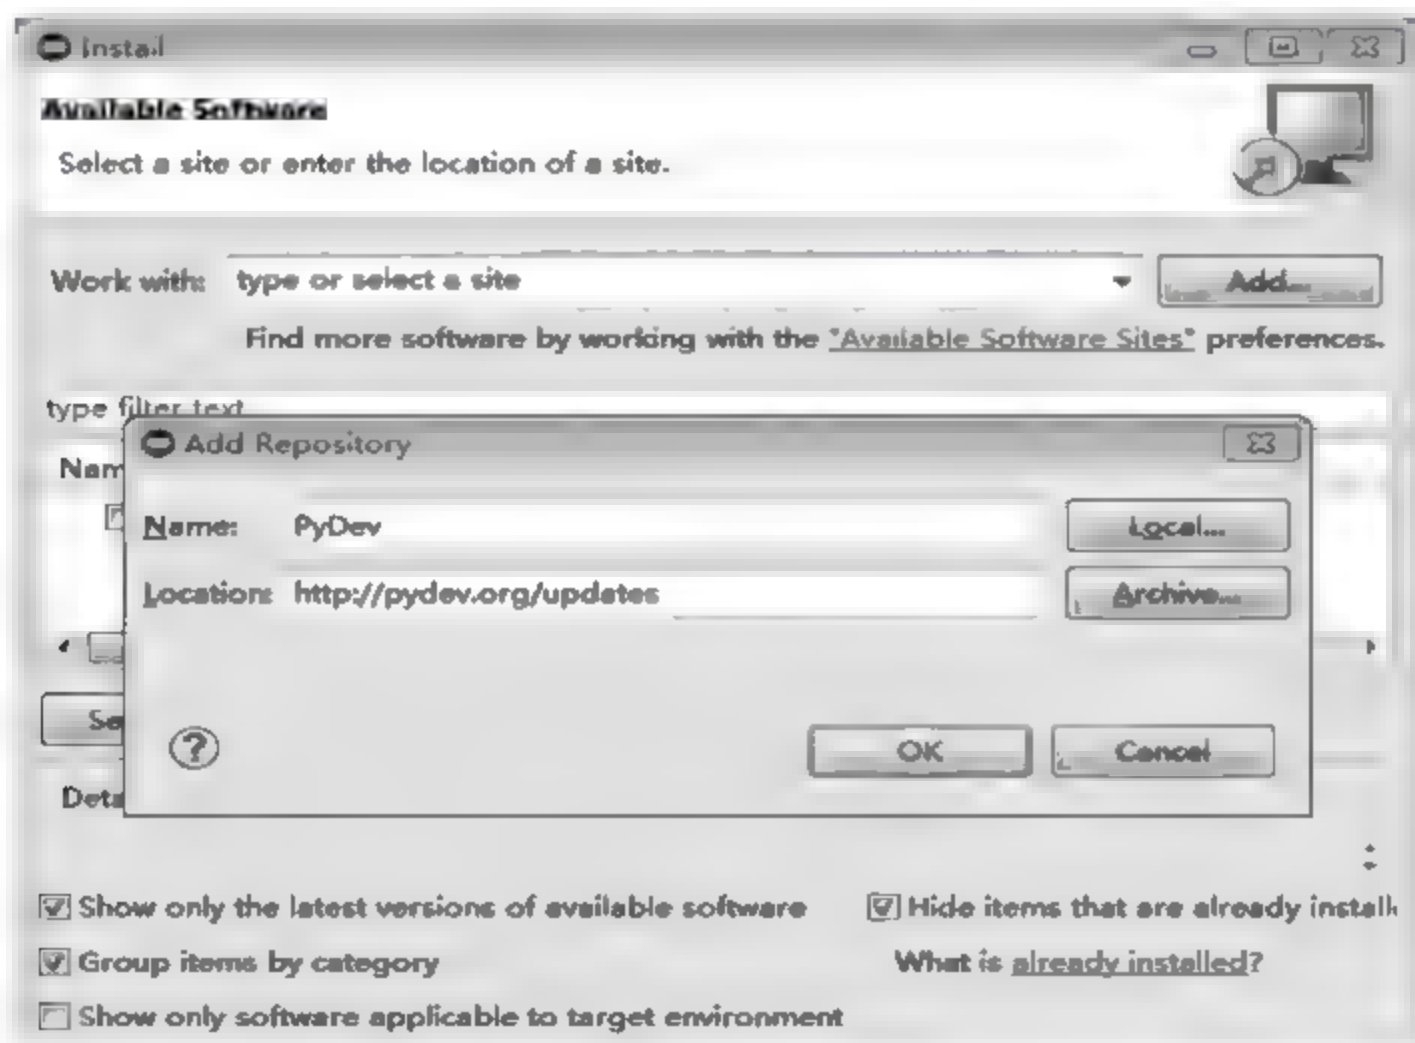 Install
Available Software
Select a site or enter the location of a site.
Work with: type or select a site Add...
Find more software by working with the "Available Software Sites" preferences.
type filter text
Nam
Add Repository
Name: PyDev Local...
Location: http://pydev.org/updates Archive...
Se
OK Cancel
Deta
Show only the latest versions of available software Hide items that are already install
Group items by category What is already installed?
Show only software applicable to target environment